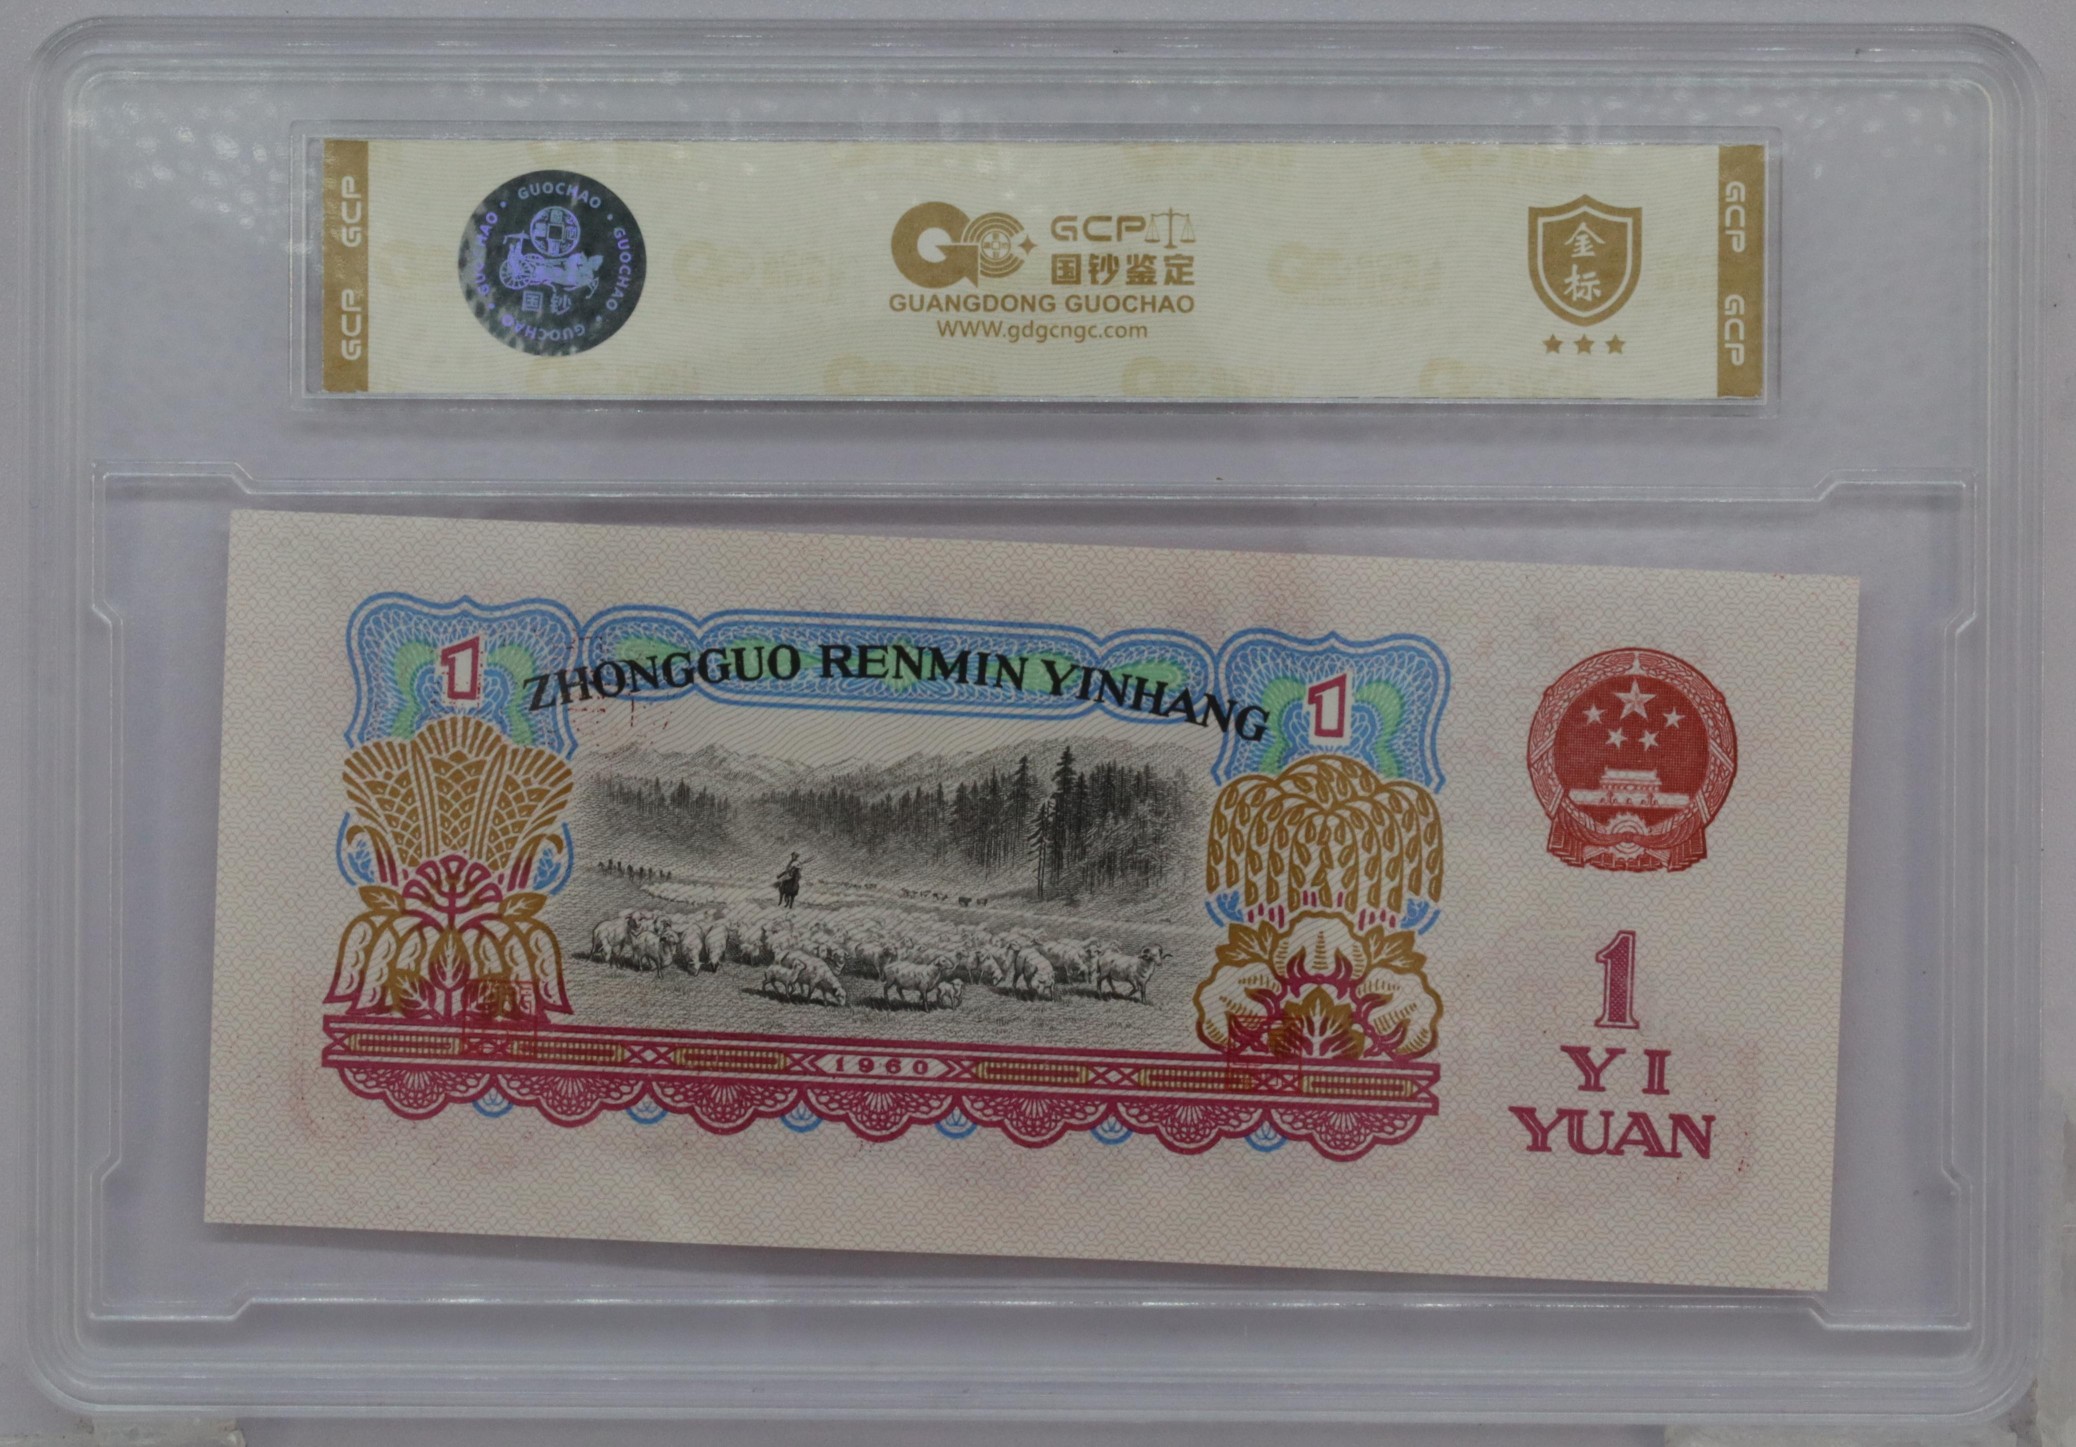 GCP GCP
GUOCHAO • GUOCHAO • GUOCHAO •
国钞
GCP
国钞鉴定
GUANGDONG GUOCHAO
WWW.gdgcngc.com
金
标
GCP GCP
1
ZHONGGUO RENMIN YINHANG
1
1960
1
YI
YUAN